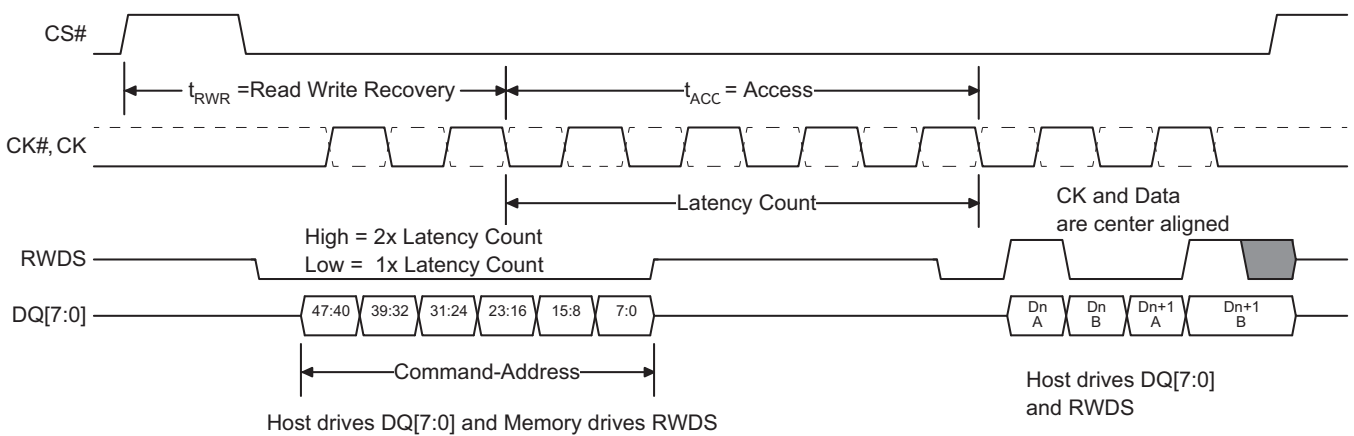 CS#
tRWR =Read Write Recovery
tACC = Access
CK#, CK
Latency Count
CK and Data
are center aligned
High = 2x Latency Count
Low = 1x Latency Count
RWDS
DQ[7:0]
47:40 39:32 31:24 23:16 15:8 7:0
Dn A
Dn B
Dn+1 A
Dn+1 B
Command-Address
Host drives DQ[7:0]
and RWDS
Host drives DQ[7:0] and Memory drives RWDS